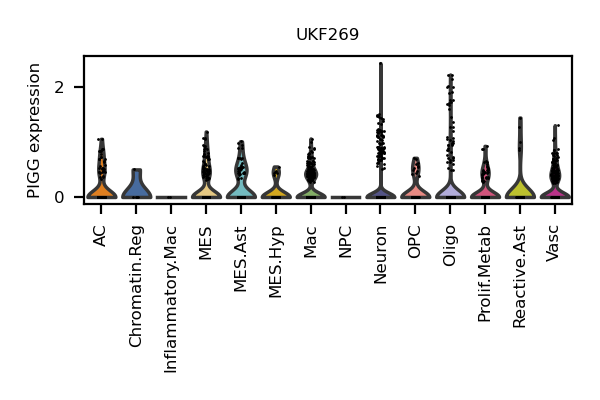 UKF269
PIGG expression
2
0
AC
Chromatin.Reg
Inflammatory.Mac
MES
MES.Ast
MES.Hyp
Mac
NPC
Neuron
OPC
Oligo
Prolif.Metab
Reactive.Ast
Vasc